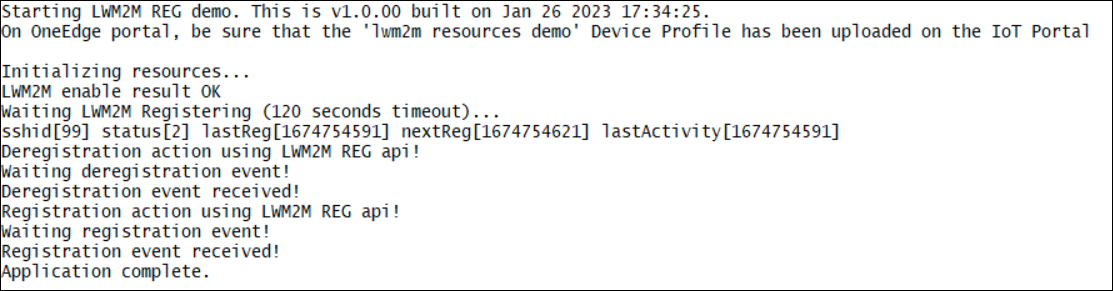 Starting LWM2M REG demo. This is v1.0.00 built on Jan 26 2023 17:34:25.
On OneEdge portal, be sure that the 'lwm2m resources demo' Device Profile has been uploaded on the IoT Portal
Initializing resources...
LWM2M enable result OK
Waiting LWM2M Registering (120 seconds timeout)...
sshid[99] status[2] lastReg[1674754591] nextReg[1674754621] lastActivity[1674754591]
Deregistration action using LWM2M REG api!
Waiting deregistration event!
Deregistration event received!
Registration action using LWM2M REG api!
Waiting registration event!
Registration event received!
Application complete.